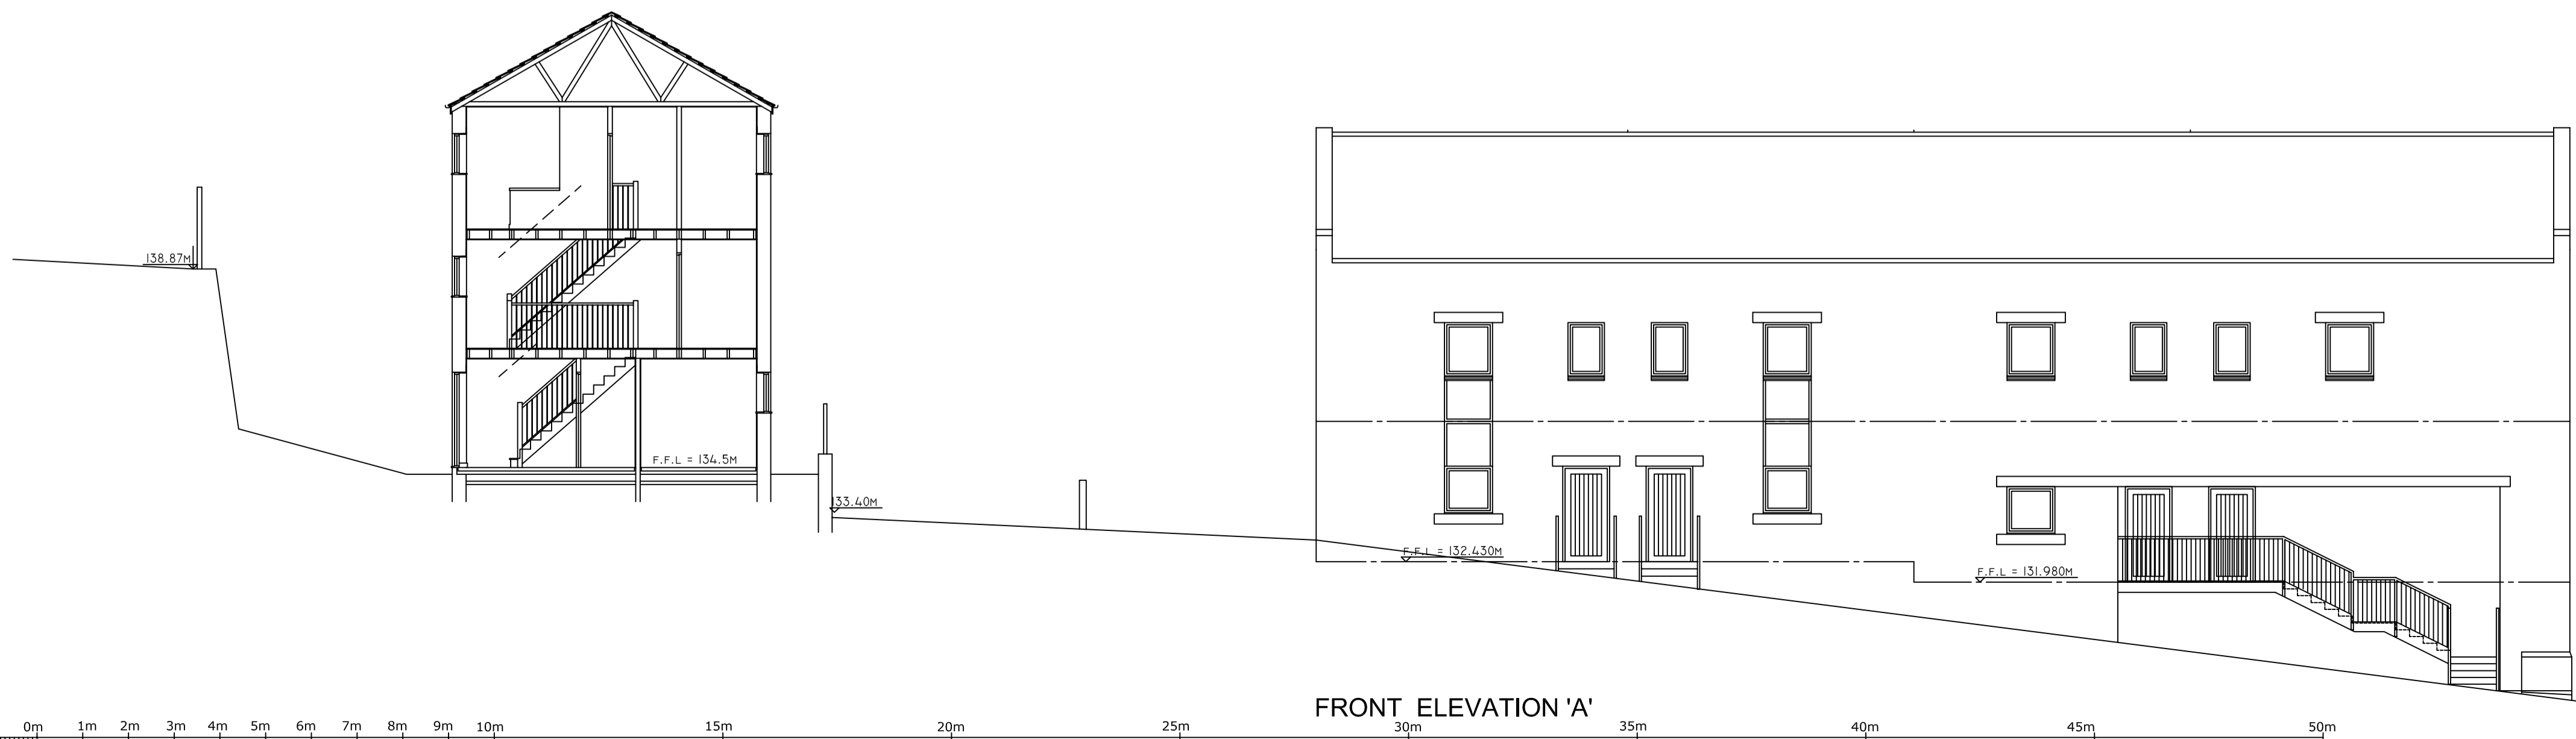 138.87M
F.F.L = 134.5M
133.40M
F.F.L = 132.430M
F.F.L = 131.980M
FRONT ELEVATION 'A'
0m 1m 2m 3m 4m 5m 6m 7m 8m 9m 10m 15m 20m 25m 30m 35m 40m 45m 50m